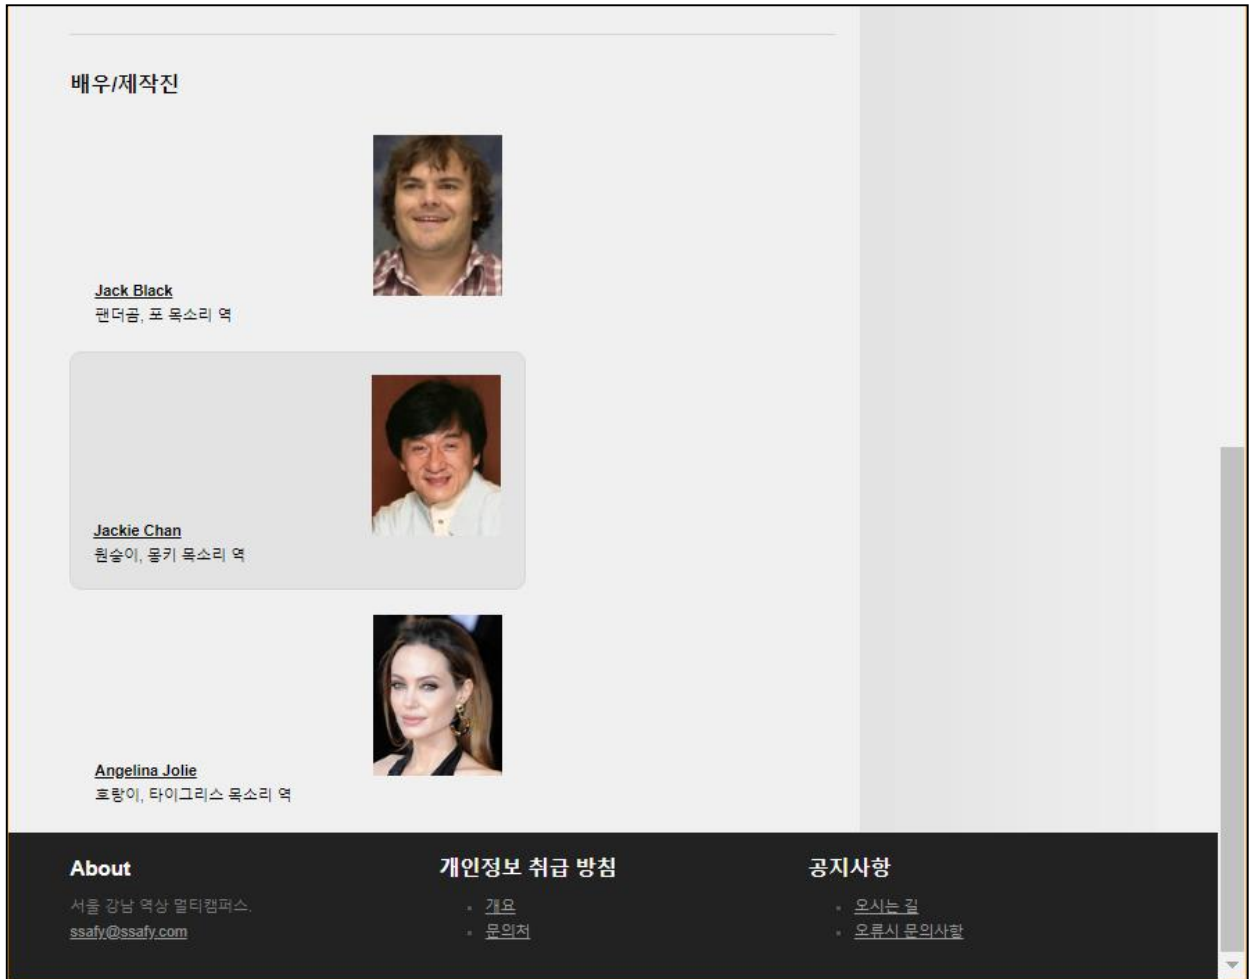 배우/제작진
Jack Black
팬더곰, 포 목소리 역
Jackie Chan
원숭이, 몽키 목소리 역
Angelina Jolie
호랑이, 타이그리스 목소리 역
About
서울 강남 역상 멀티캠퍼스.
ssafy@ssafy.com
개인정보 취급 방침
개요
문의처
공지사항
오시는 길
오류시 문의사항